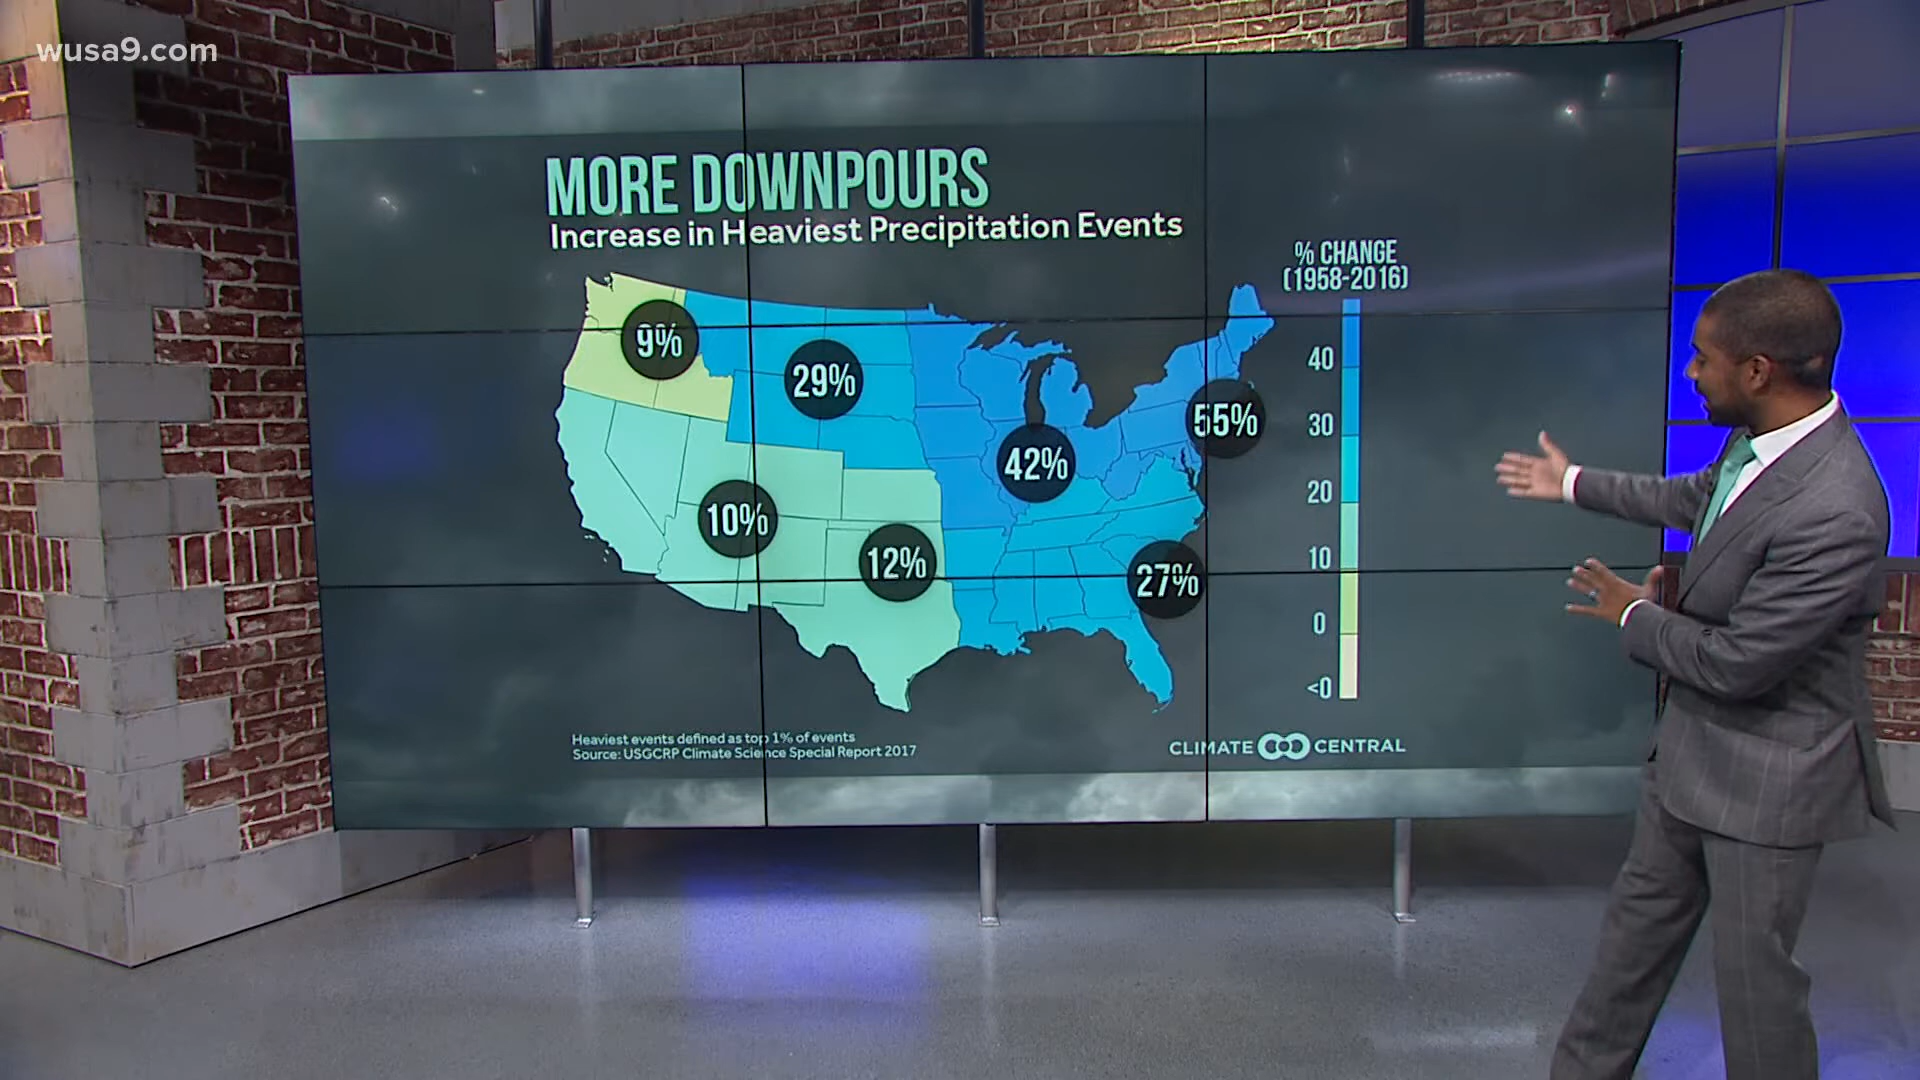 wusa9.com
MORE DOWNPOURS
Increase in Heaviest Precipitation Events
% CHANGE
(1958-2016)
9%
29%
55%
42%
10%
12%
27%
40
30
20
10
0
<0
Heaviest events defined as top 1% of events
Source: USGCRP Climate Science Special Report 2017
CLIMATE CENTRAL